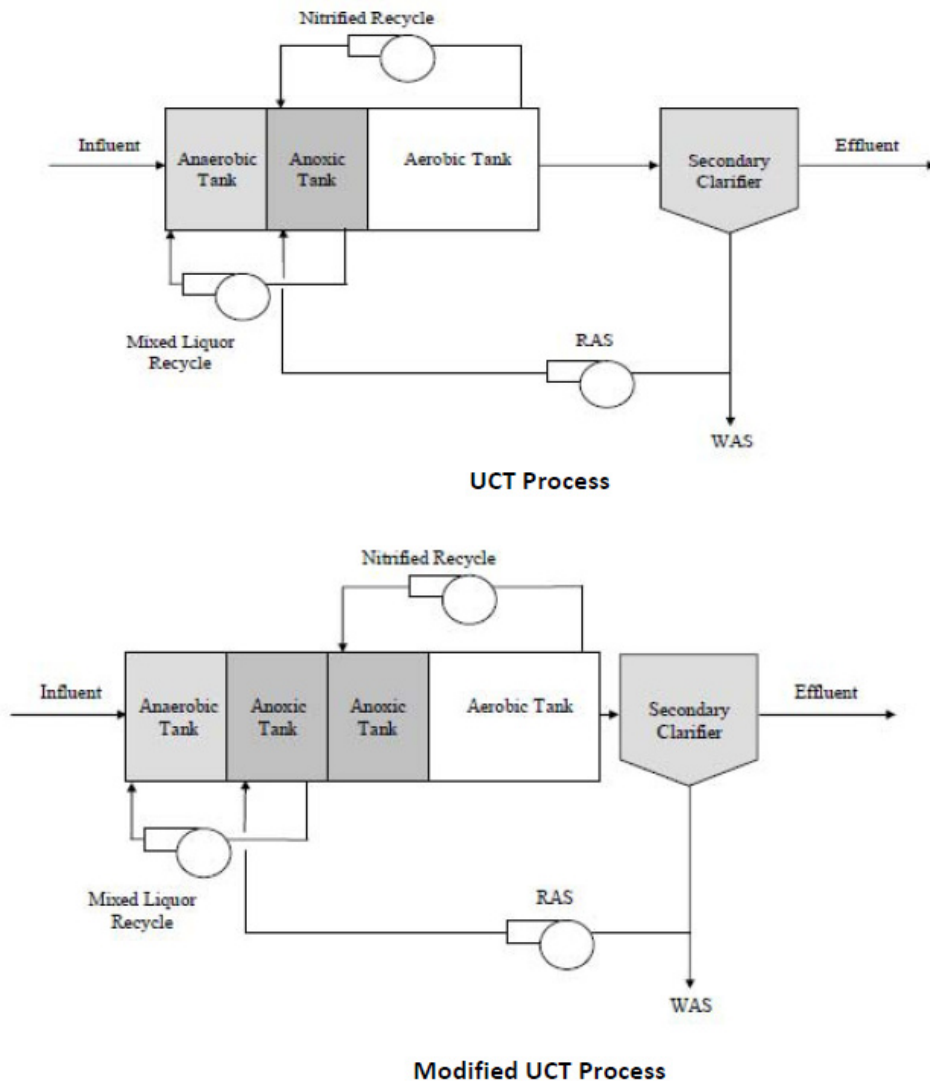 Nitrified Recycle
Influent
Anaerobic
Tank
Anoxic
Tank
Aerobic Tank
Secondary
Clarifier
Effluent
Mixed Liquor
Recycle
RAS
WAS
UCT Process
Nitrified Recycle
Influent
Anaerobic
Tank
Anoxic
Tank
Anoxic
Tank
Aerobic Tank
Secondary
Clarifier
Effluent
Mixed Liquor
Recycle
RAS
WAS
Modified UCT Process